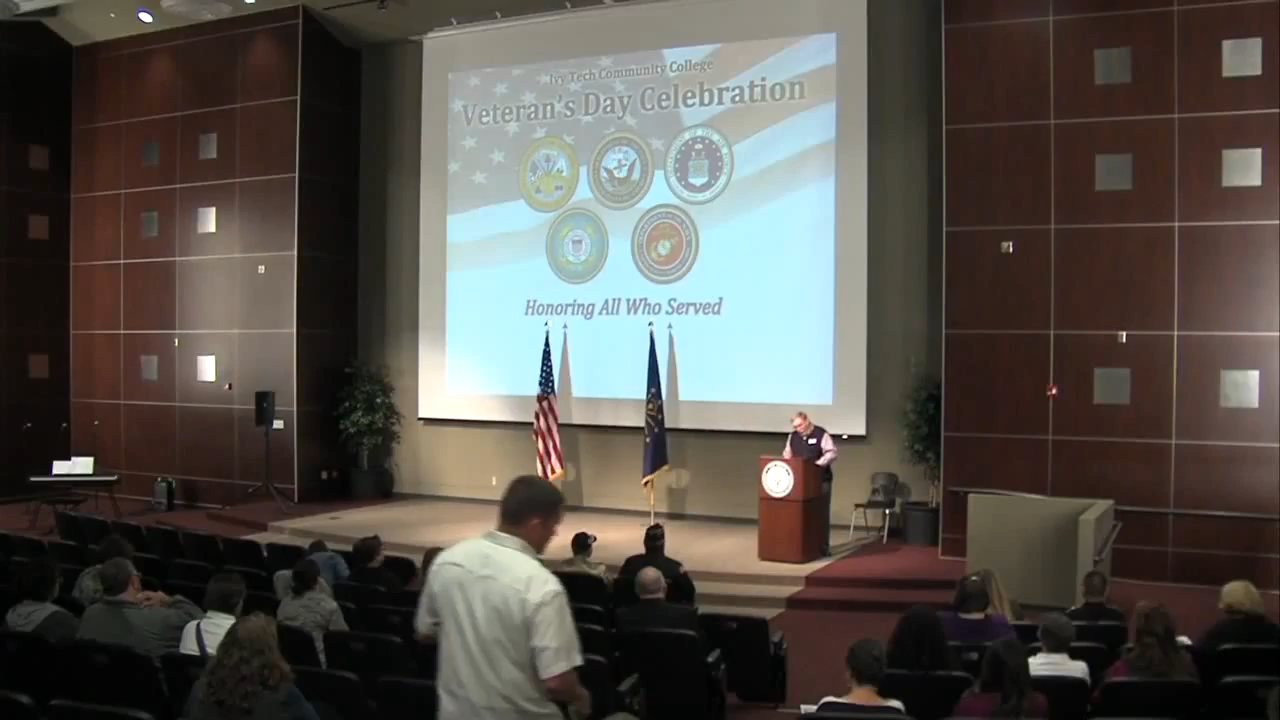 Ivy Tech Community College
Veteran's Day Celebration
Honoring All Who Served